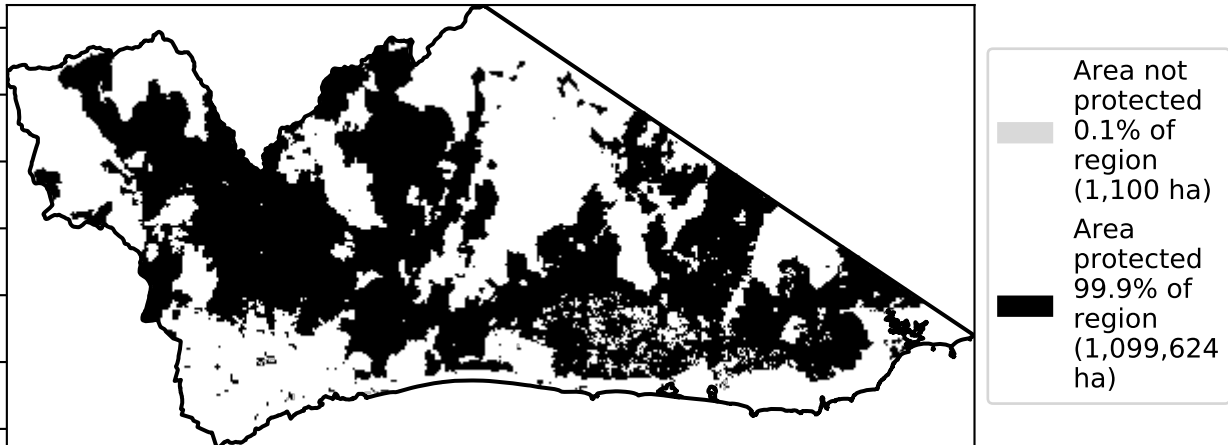 Area not
protected
0.1% of
region
(1,100 ha)
Area
protected
99.9% of
region
(1,099,624
ha)